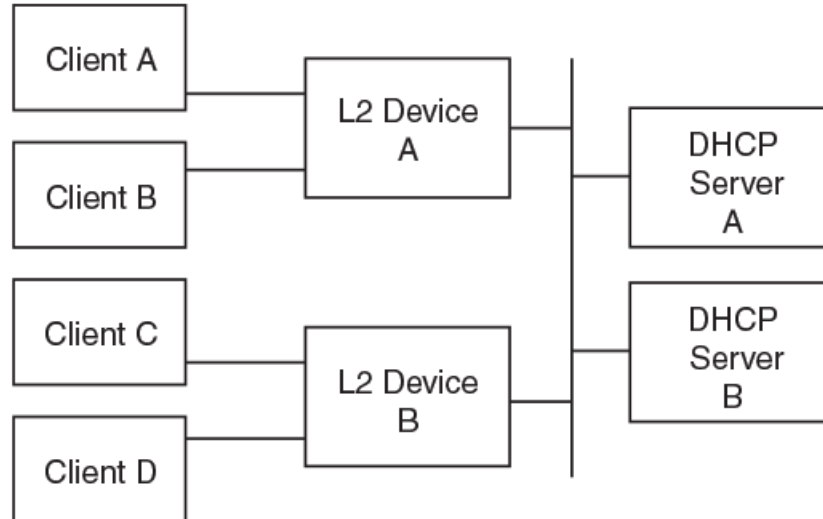 Client A
Client B
Client C
Client D
L2 Device
A
L2 Device
B
DHCP
Server
A
DHCP
Server
B